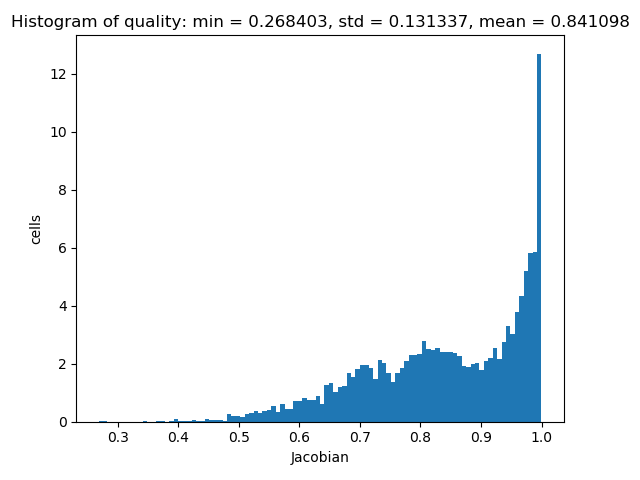 Histogram of quality: min = 0.268403, std = 0.131337, mean = 0.841098
12
10
8
6
4
2
0
cells
0.3 0.4 0.5 0.6 0.7 0.8 0.9 1.0
Jacobian